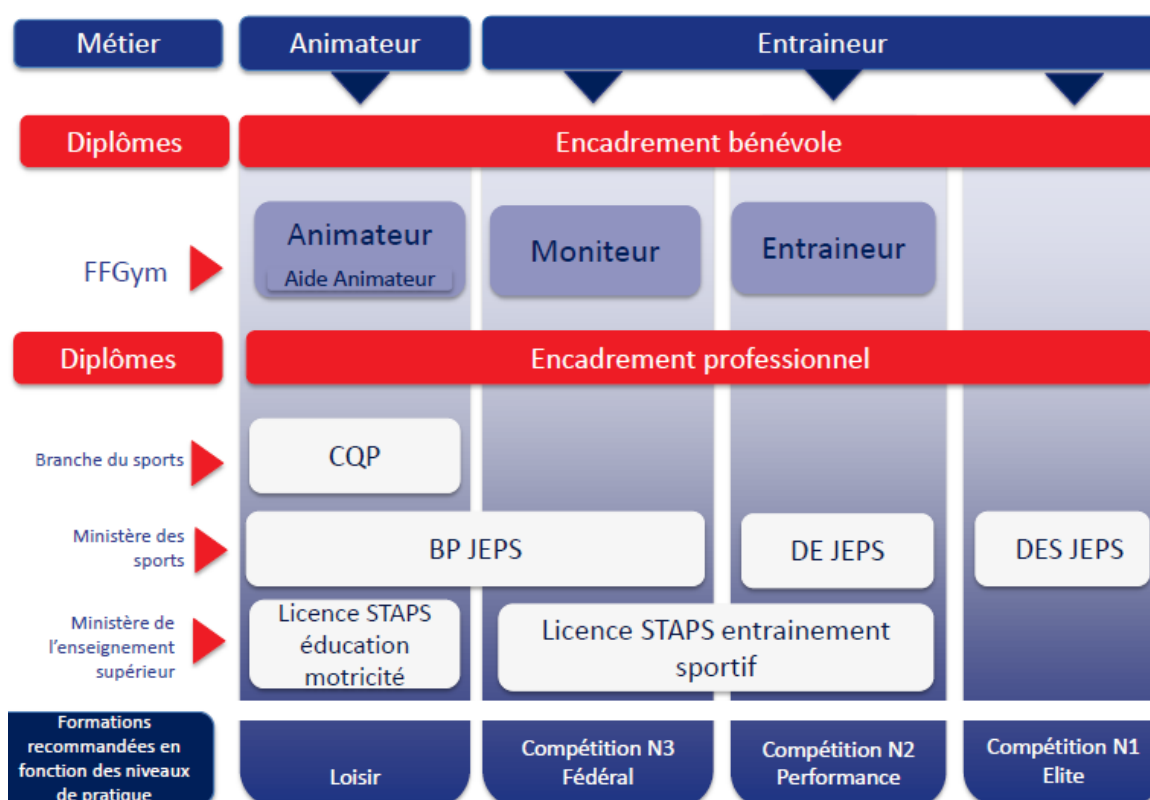 Métier
Animateur
Entraineur
Diplômes
Encadrement bénévole
FFGym
Animateur
Aide Animateur
Moniteur
Entraineur
Diplômes
Encadrement professionnel
Branche du sports
CQP
Ministère des
sports
BP JEPS
DE JEPS
DES JEPS
Ministère de
l'enseignement
supérieur
Licence STAPS
éducation
motricité
Licence STAPS entrainement
sportif
Formations
recommandées en
fonction des niveaux
de pratique
Loisir
Compétition N3
Fédéral
Compétition N2
Performance
Compétition N1
Elite